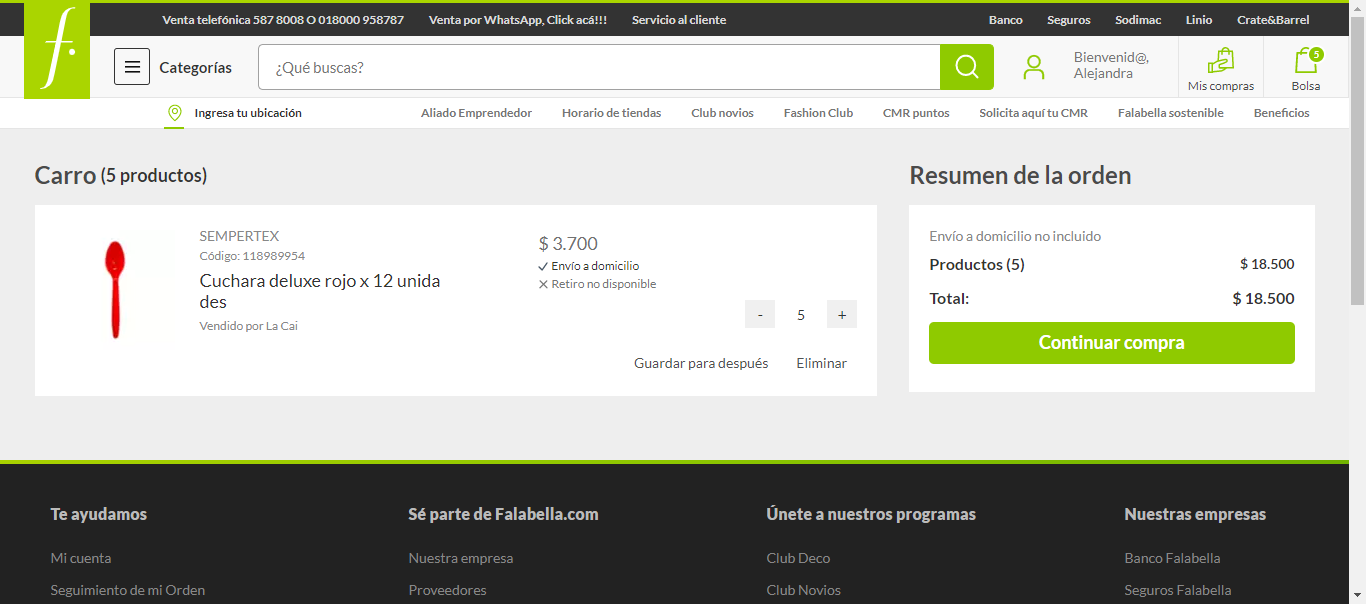 Venta telefónica 587 8008 O 018000 958787 Venta por WhatsApp, Click acá!!! Servicio al cliente Banco Seguros Sodimac Linio Crate&Barrel
f.
Categorías ¿Qué buscas? Bienvenid@, Alejandra Mis compras 5 Bolsa
Ingresa tu ubicación Aliado Emprendedor Horario de tiendas Club novios Fashion Club CMR puntos Solicita aquí tu CMR Falabella sostenible Beneficios
Carro (5 productos)
SEMPERTEX
Código: 118989954
Cuchara deluxe rojo x 12 unida
des
Vendido por La Cai
$ 3.700
Envío a domicilio
Retiro no disponible
- 5 +
Guardar para después Eliminar
Resumen de la orden
Envío a domicilio no incluido
Productos (5) $ 18.500
Total: $ 18.500
Continuar compra
Te ayudamos Sé parte de Falabella.com Únete a nuestros programas Nuestras empresas
Mi cuenta Nuestra empresa Club Deco Banco Falabella
Seguimiento de mi Orden Proveedores Club Novios Seguros Falabella